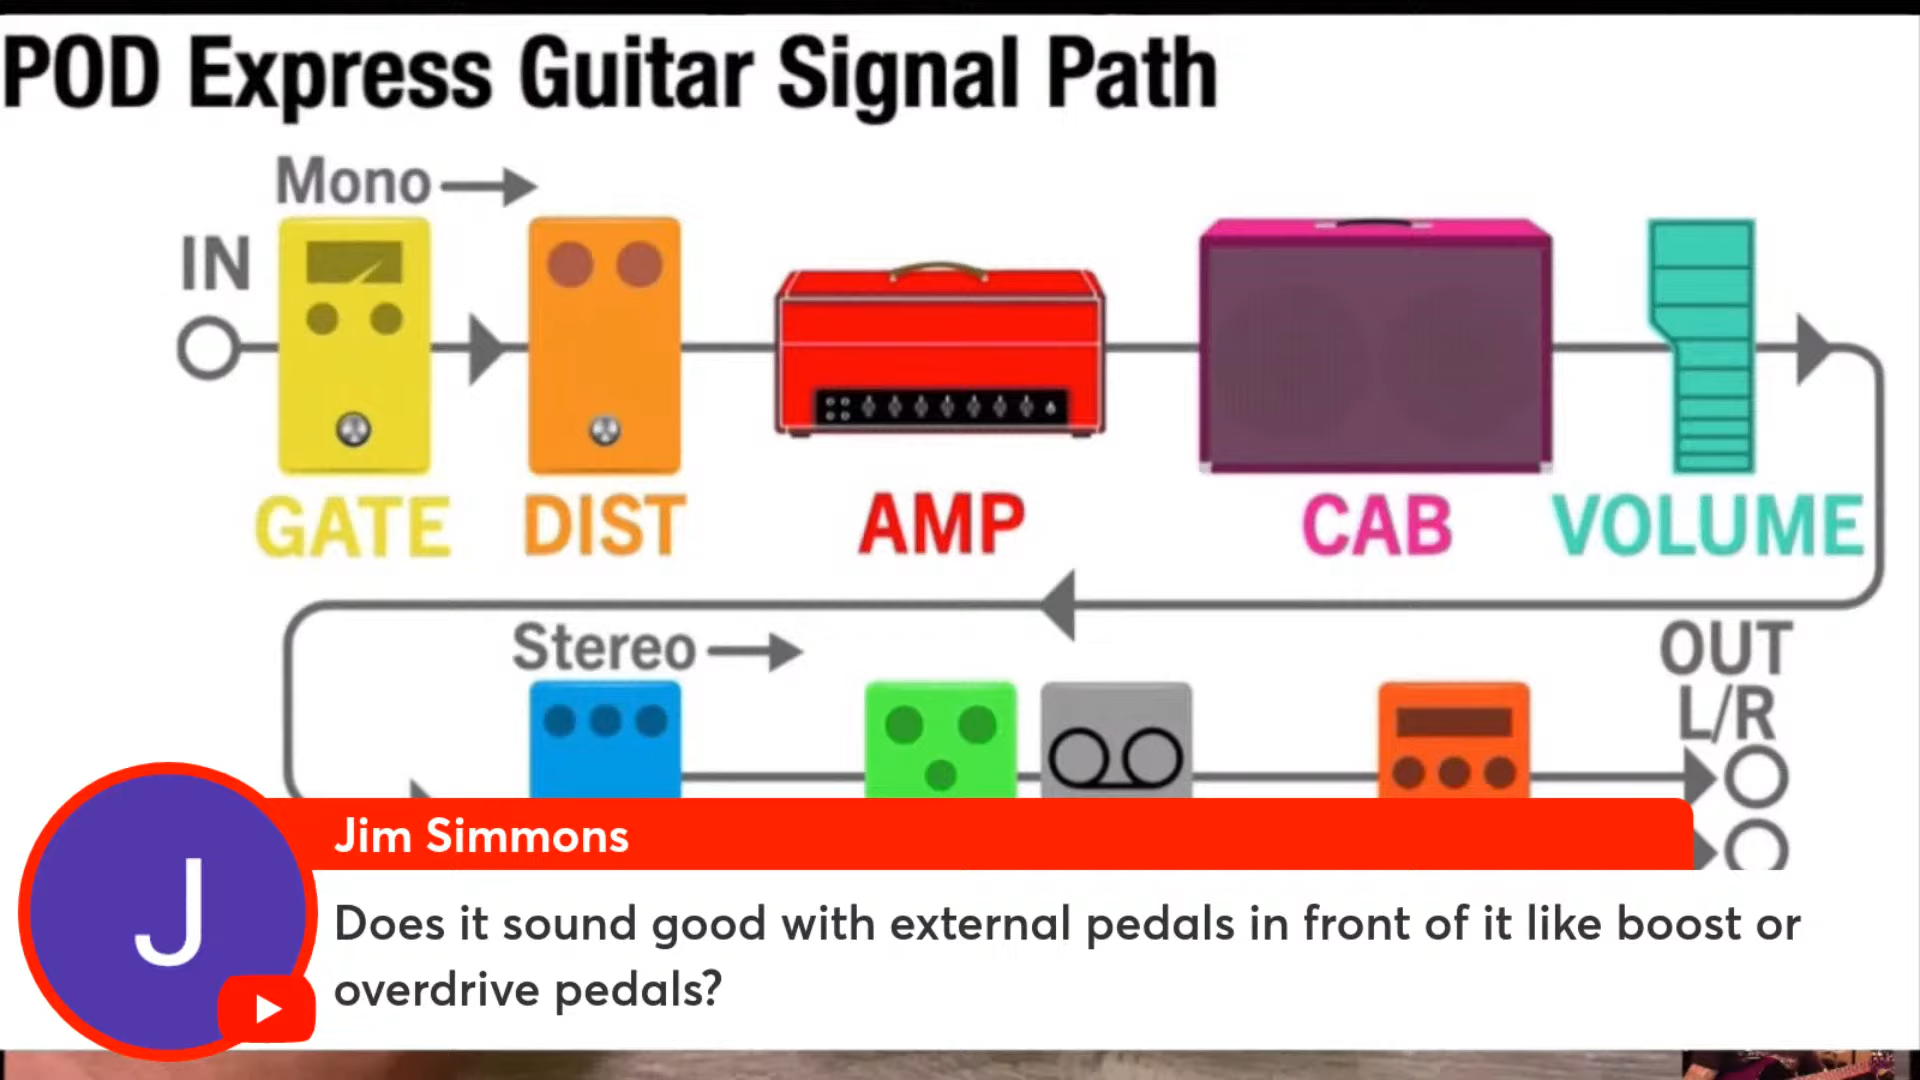 POD Express Guitar Signal Path
Mono
IN
GATE
DIST
AMP
CAB
VOLUME
Stereo
OUT
L/R
J
Jim Simmons
Does it sound good with external pedals in front of it like boost or
overdrive pedals?